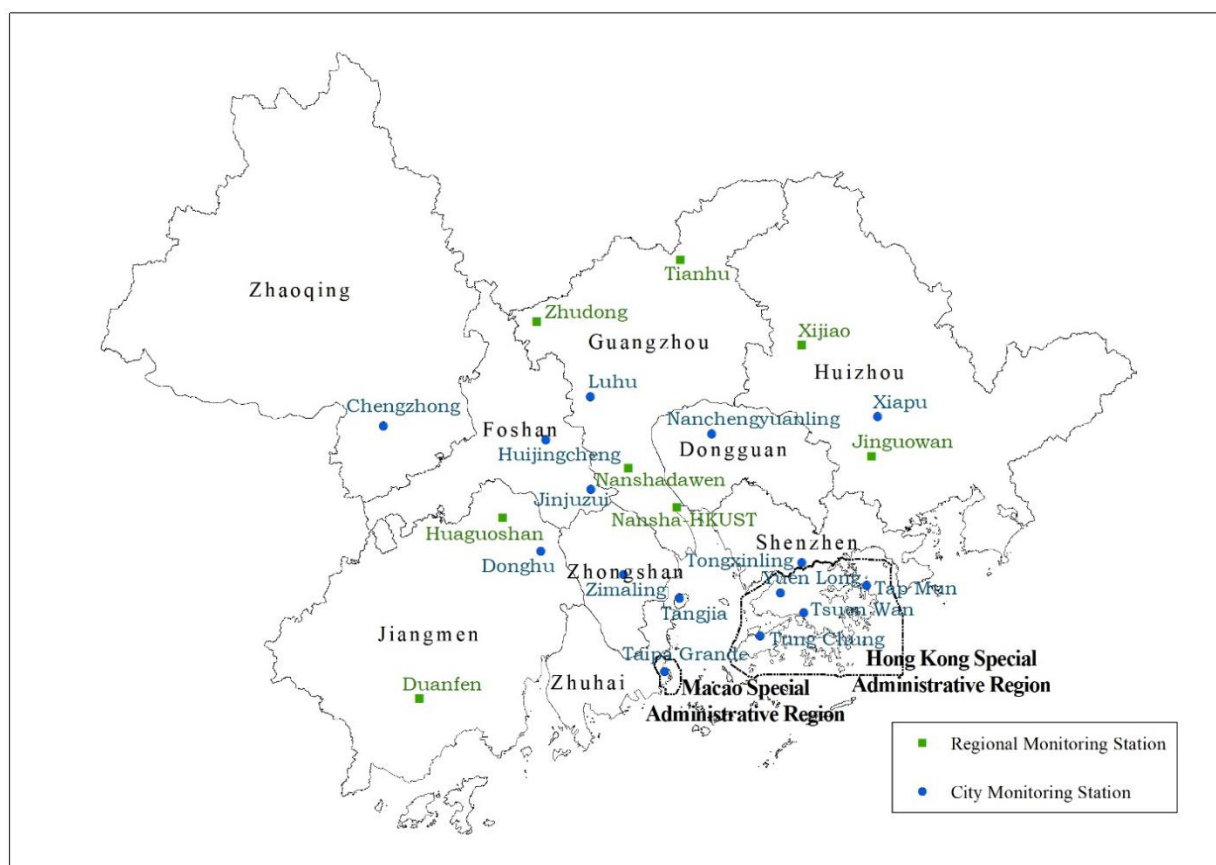 Tianhu
Zhaoqing
Zhudong
Guangzhou
Xijiao
Huizhou
Luhu
Chengzhong
Xiapu
Nanchengyuanling
Foshan
Dongguan
Jinguowan
Huijingcheng
Nanshadawen
Jinjuzui
Nansha-HKUST
Huaguoshan
Shenzhen
Donghu
Tongxinling
Zhongshan
Yuen Long
Zimaling
Tap Mun
Tangjia
Tsuen Wan
Jiangmen
Tung Chung
Taipa Grande
Hong Kong Special
Administrative Region
Duanfen
Zhuhai
Macao Special
Administrative Region
Regional Monitoring Station
City Monitoring Station